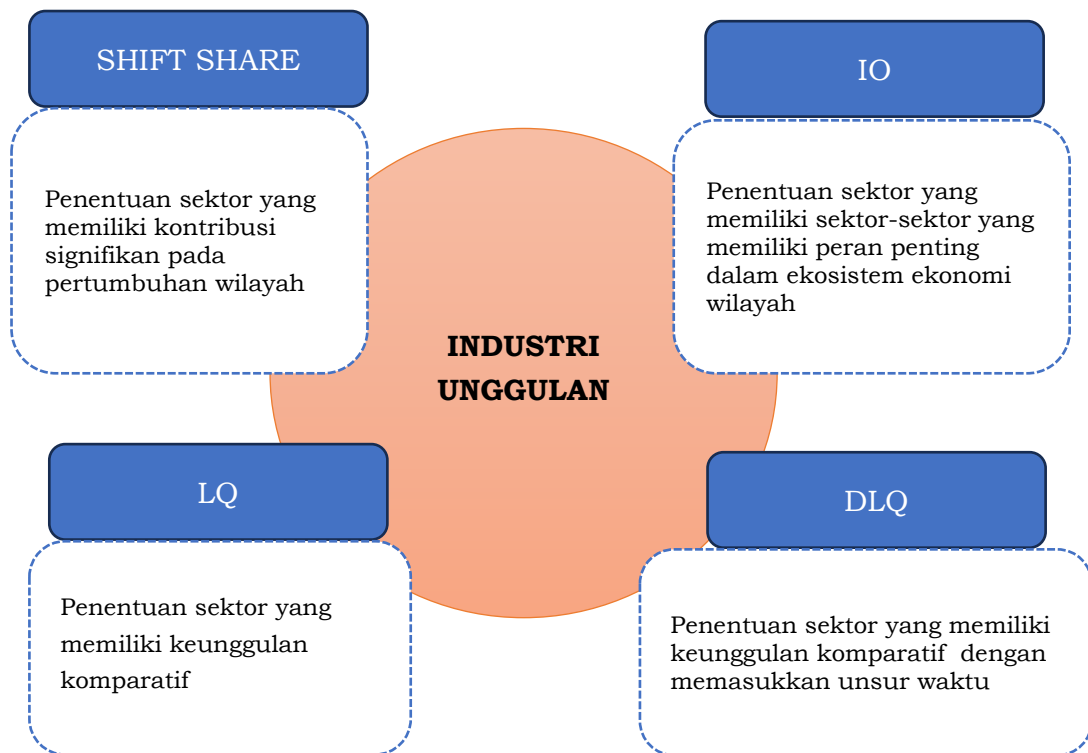 SHIFT SHARE
Penentuan sektor yang
memiliki kontribusi
signifikan pada
pertumbuhan wilayah
IO
Penentuan sektor yang
memiliki sektor-sektor yang
memiliki peran penting
dalam ekosistem ekonomi
wilayah
INDUSTRI
UNGGULAN
LQ
Penentuan sektor yang
memiliki keunggulan
komparatif
DLQ
Penentuan sektor yang memiliki
keunggulan komparatif  dengan
memasukkan unsur waktu